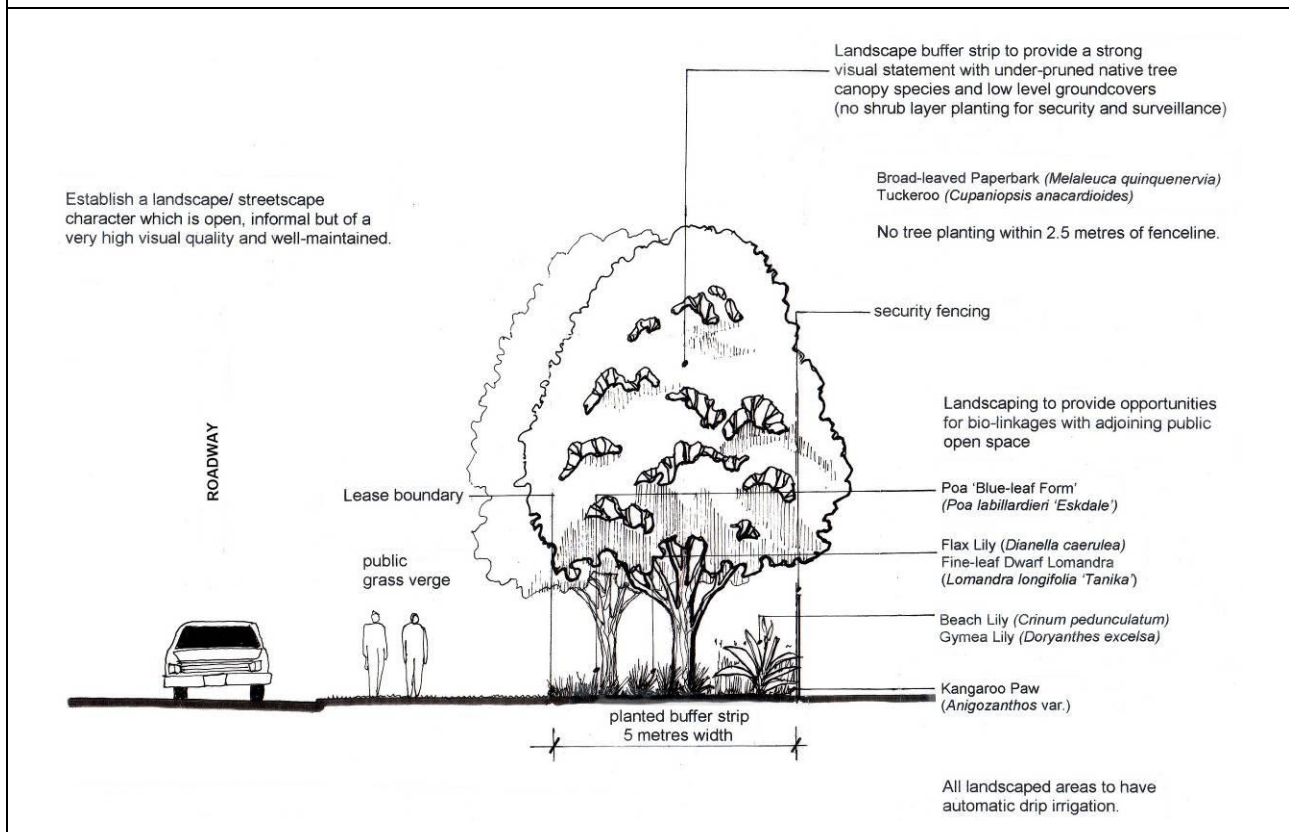 Landscape buffer strip to provide a strong
visual statement with under-pruned native tree
canopy species and low level groundcovers
(no shrub layer planting for security and surveillance)
Broad-leaved Paperbark (Melaleuca quinquenervia)
Tuckeroo (Cupaniopsis anacardioides)
No tree planting within 2.5 metres of fenceline.
Establish a landscape/ streetscape
character which is open, informal but of a
very high visual quality and well-maintained.
security fencing
Landscaping to provide opportunities
for bio-linkages with adjoining public
open space
ROADWAY
Lease boundary
Poa ‘Blue-leaf Form’
(Poa labillardieri ‘Eskdale’)
public
grass verge
Flax Lily (Dianella caerulea)
Fine-leaf Dwarf Lomandra
(Lomandra longifolia ‘Tanika’)
Beach Lily (Crinum pedunculatum)
Gymea Lily (Doryanthes excelsa)
Kangaroo Paw
(Anigozanthos var.)
planted buffer strip
5 metres width
All landscaped areas to have
automatic drip irrigation.